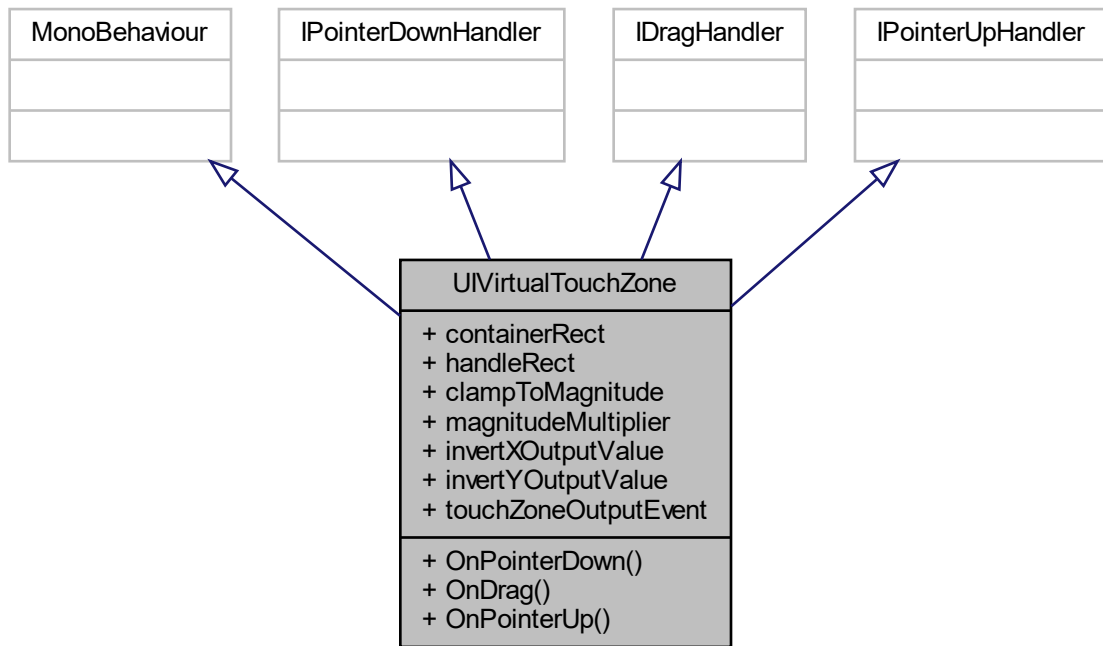 MonoBehaviour
IPointerDownHandler
IDragHandler
IPointerUpHandler
UIVirtualTouchZone
+ containerRect
+ handleRect
+ clampToMagnitude
+ magnitudeMultiplier
+ invertXOutputValue
+ invertYOutputValue
+ touchZoneOutputEvent
+ OnPointerDown()
+ OnDrag()
+ OnPointerUp()